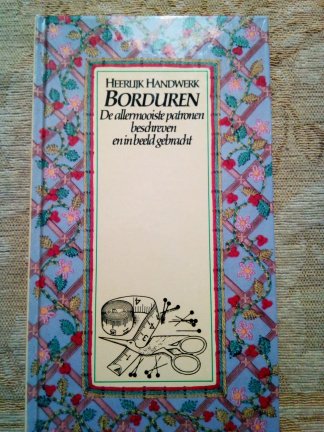 HEERLIJK HANDWERK
BORDUREN
De allermooiste patronen
beschreven
en in beeld gebracht